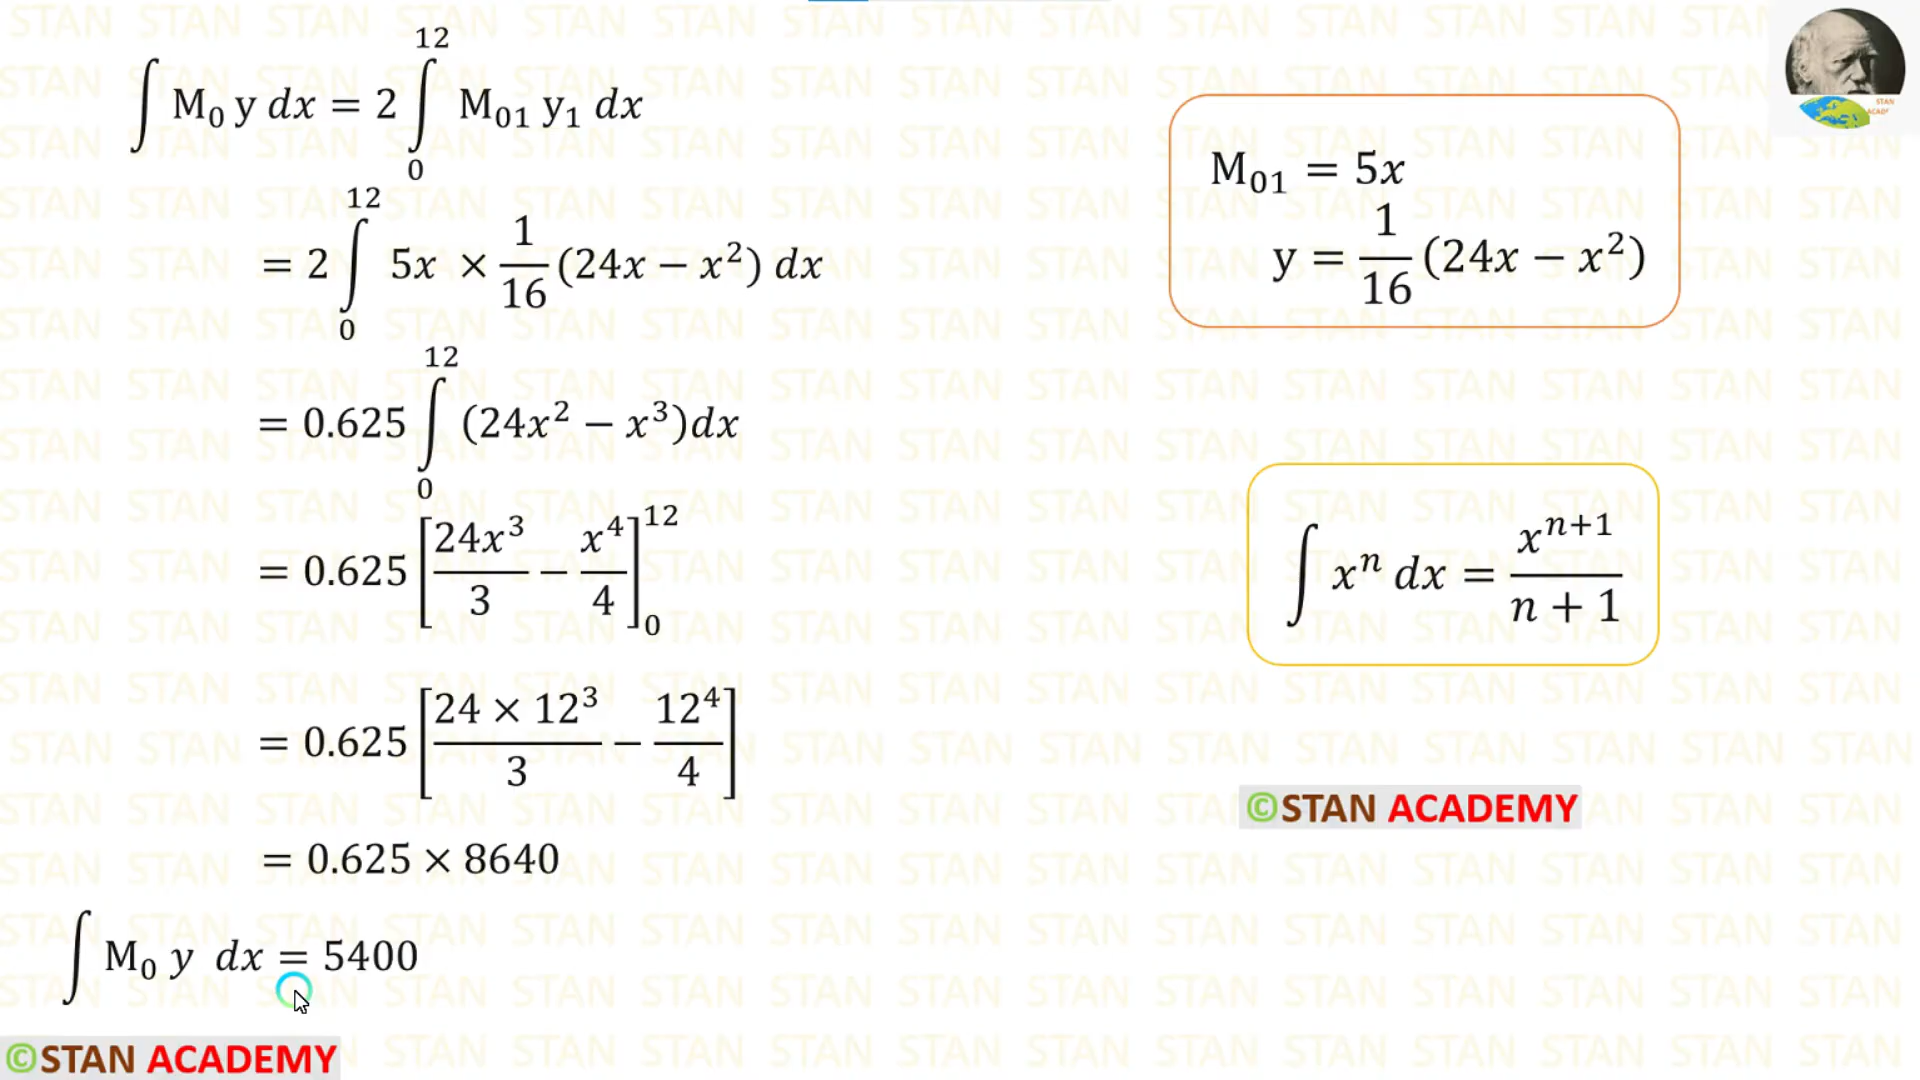 ∫ M₀ y dx = 2 ∫₀¹² M₀₁ y₁ dx
= 2 ∫₀¹² 5x × 1/16 (24x − x²) dx
= 0.625 ∫₀¹² (24x² − x³)dx
= 0.625 [24x³/3 − x⁴/4]₀¹²
= 0.625 [24 × 12³/3 − 12⁴/4]
= 0.625 × 8640
∫ M₀ y dx = 5400
©STAN ACADEMY
M₀₁ = 5x
y = 1/16 (24x − x²)
∫ xⁿ dx = xⁿ⁺¹/n + 1
©STAN ACADEMY